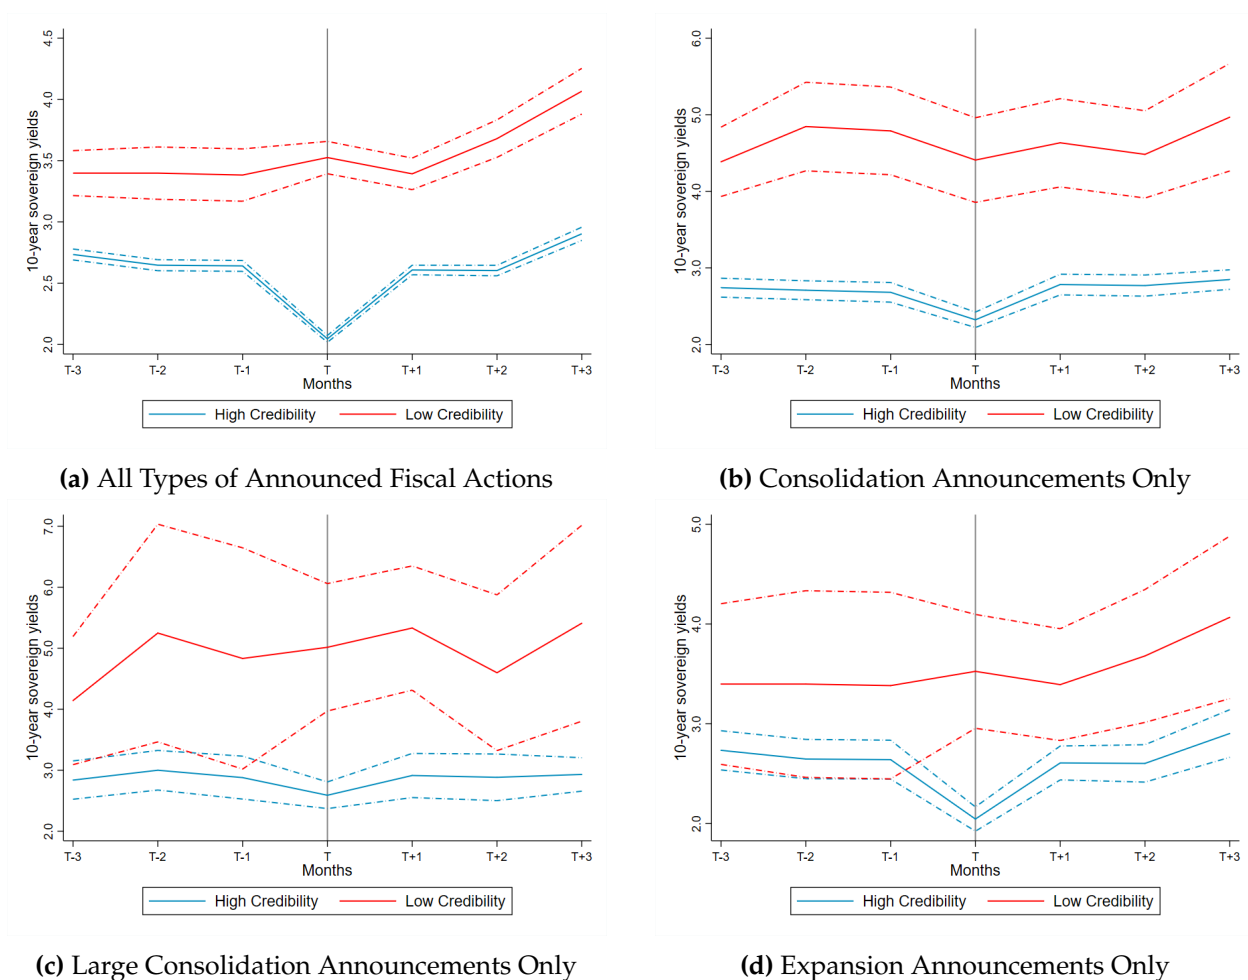 10-year sovereign yields
4.5
4.0
3.5
3.0
2.5
2.0
T-3 T-2 T-1 T T+1 T+2 T+3
Months
High Credibility Low Credibility
(a) All Types of Announced Fiscal Actions
10-year sovereign yields
6.0
5.0
4.0
3.0
2.0
T-3 T-2 T-1 T T+1 T+2 T+3
Months
High Credibility Low Credibility
(b) Consolidation Announcements Only
10-year sovereign yields
7.0
6.0
5.0
4.0
3.0
2.0
T-3 T-2 T-1 T T+1 T+2 T+3
Months
High Credibility Low Credibility
(c) Large Consolidation Announcements Only
10-year sovereign yields
5.0
4.0
3.0
2.0
T-3 T-2 T-1 T T+1 T+2 T+3
Months
High Credibility Low Credibility
(d) Expansion Announcements Only